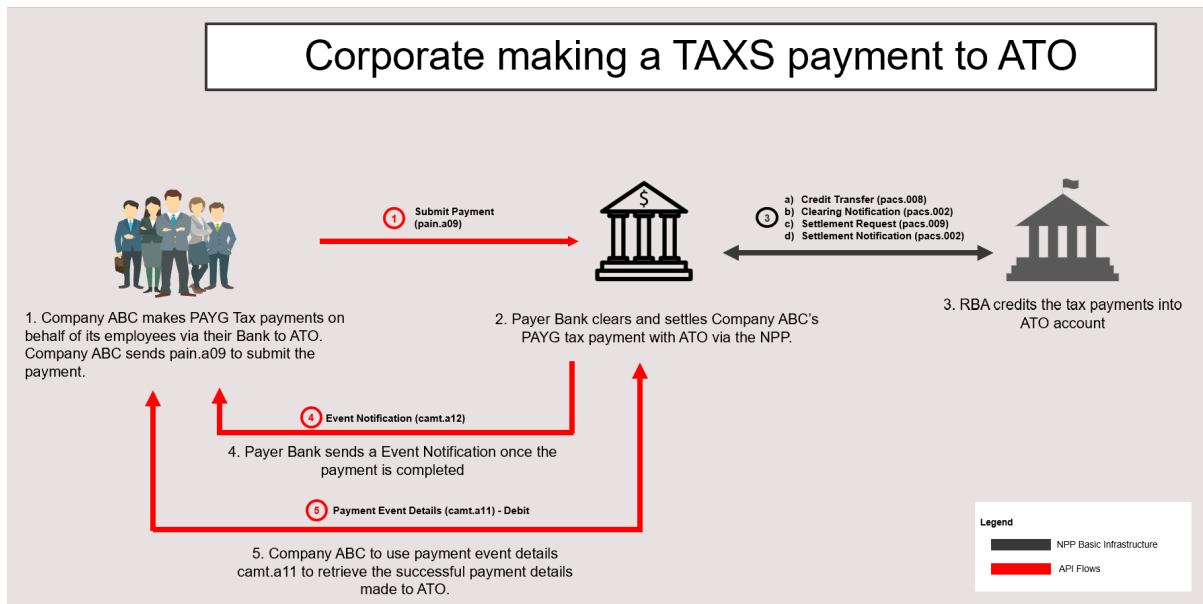 Corporate making a TAXS payment to ATO
1
Submit Payment
(pain.a09)
$
3
a) Credit Transfer (pacs.008)
b) Clearing Notification (pacs.002)
c) Settlement Request (pacs.009)
d) Settlement Notification (pacs.002)
1. Company ABC makes PAYG Tax payments on
behalf of its employees via their Bank to ATO.
Company ABC sends pain.a09 to submit the
payment.
2. Payer Bank clears and settles Company ABC’s
PAYG tax payment with ATO via the NPP.
3. RBA credits the tax payments into
ATO account
4
Event Notification (camt.a12)
4. Payer Bank sends a Event Notification once the
payment is completed
5
Payment Event Details (camt.a11) - Debit
5. Company ABC to use payment event details
camt.a11 to retrieve the successful payment details
made to ATO.
Legend
NPP Basic Infrastructure
API Flows